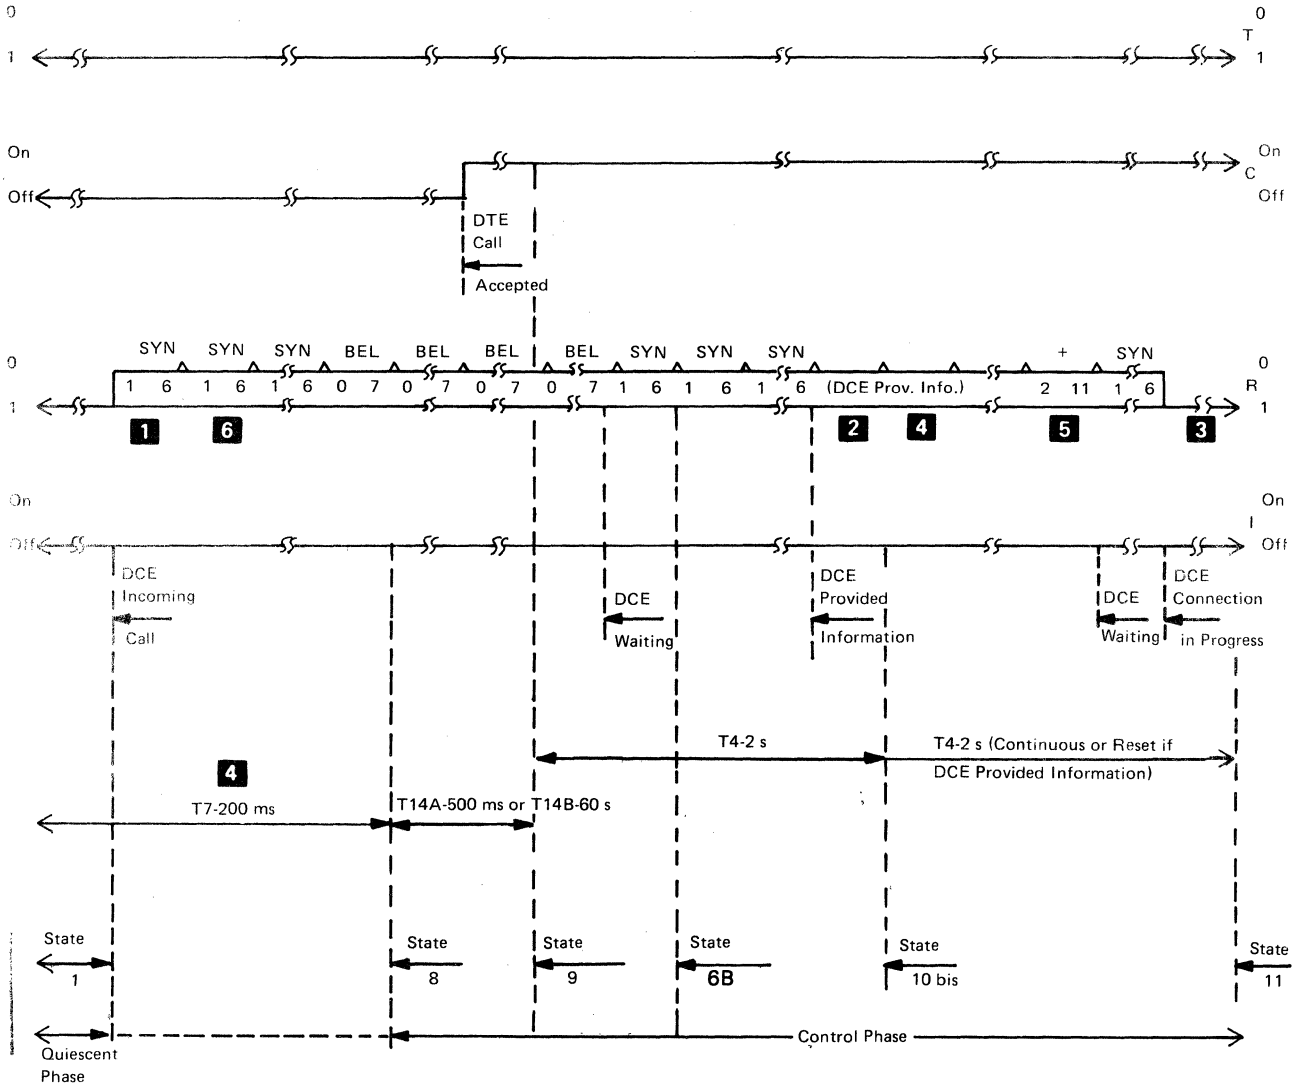 0
0
T
1
1
On
On
C
Off
Off
DTE
Call
Accepted
SYN SYN SYN BEL BEL BEL BEL SYN SYN SYN + SYN
0
0
1 6 1 6 1 6 0 7 0 7 0 7 0 7 1 6 1 6 1 6 (DCE Prov. Info.) 2 11 1 6
R
1
1
1 6 2 4 5 3
On
On
I
Off
Off
DCE
Incoming
Call
DCE
Waiting
DCE
Provided
Information
DCE
Waiting
DCE
Connection
in Progress
T4-2 s
T4-2 s (Continuous or Reset if
DCE Provided Information)
4
T7-200 ms
T14A-500 ms or T14B-60 s
State
1
State
8
State
9
6B
State
10 bis
State
11
Control Phase
Quiescent
Phase